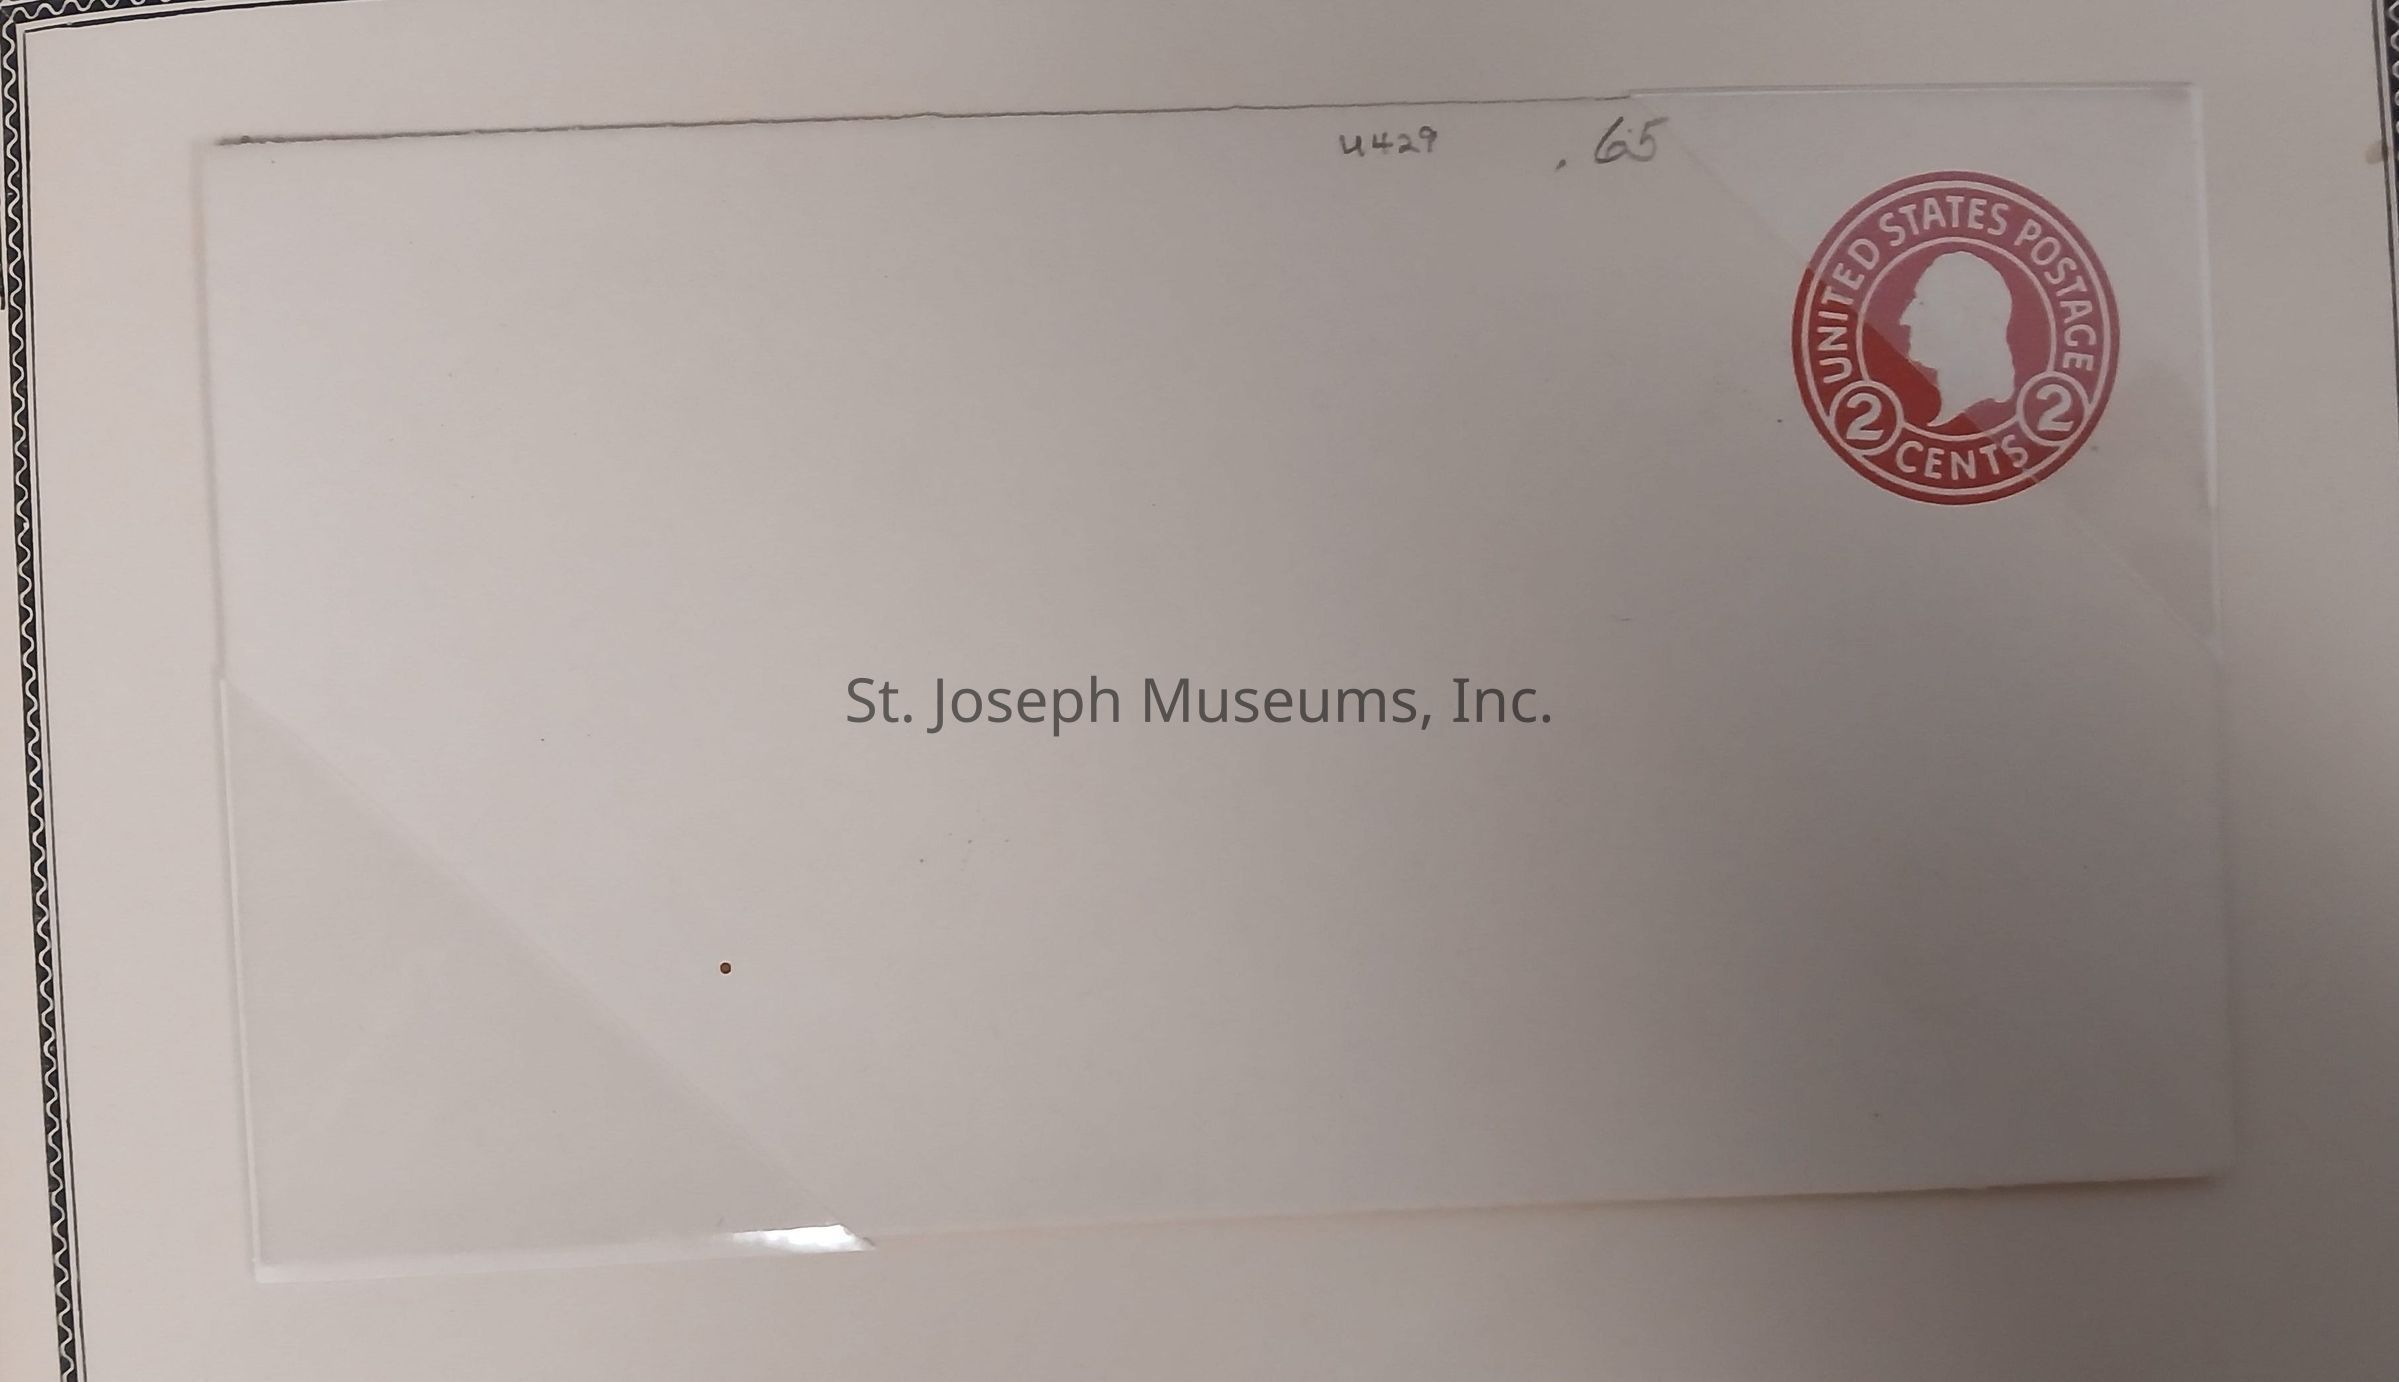 u429 .65
UNITED STATES POSTAGE
2 CENTS 2
St. Joseph Museums, Inc.